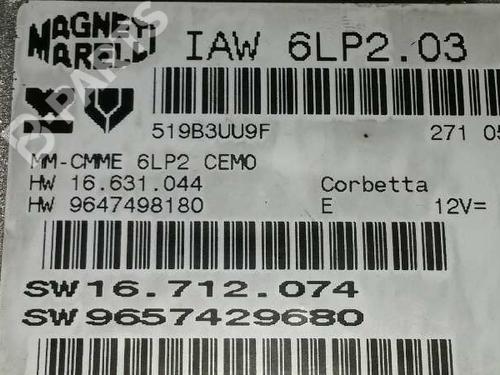 MAGNETI MARELLI
IAW 6LP2.03
519B3UU9F 271 05
MM-CMME 6LP2 CEMO
HW 16.631.044 Corbetta
HW 9647498180 E 12V=
SW 16.712.074
SW 9657429680
B-PARTS